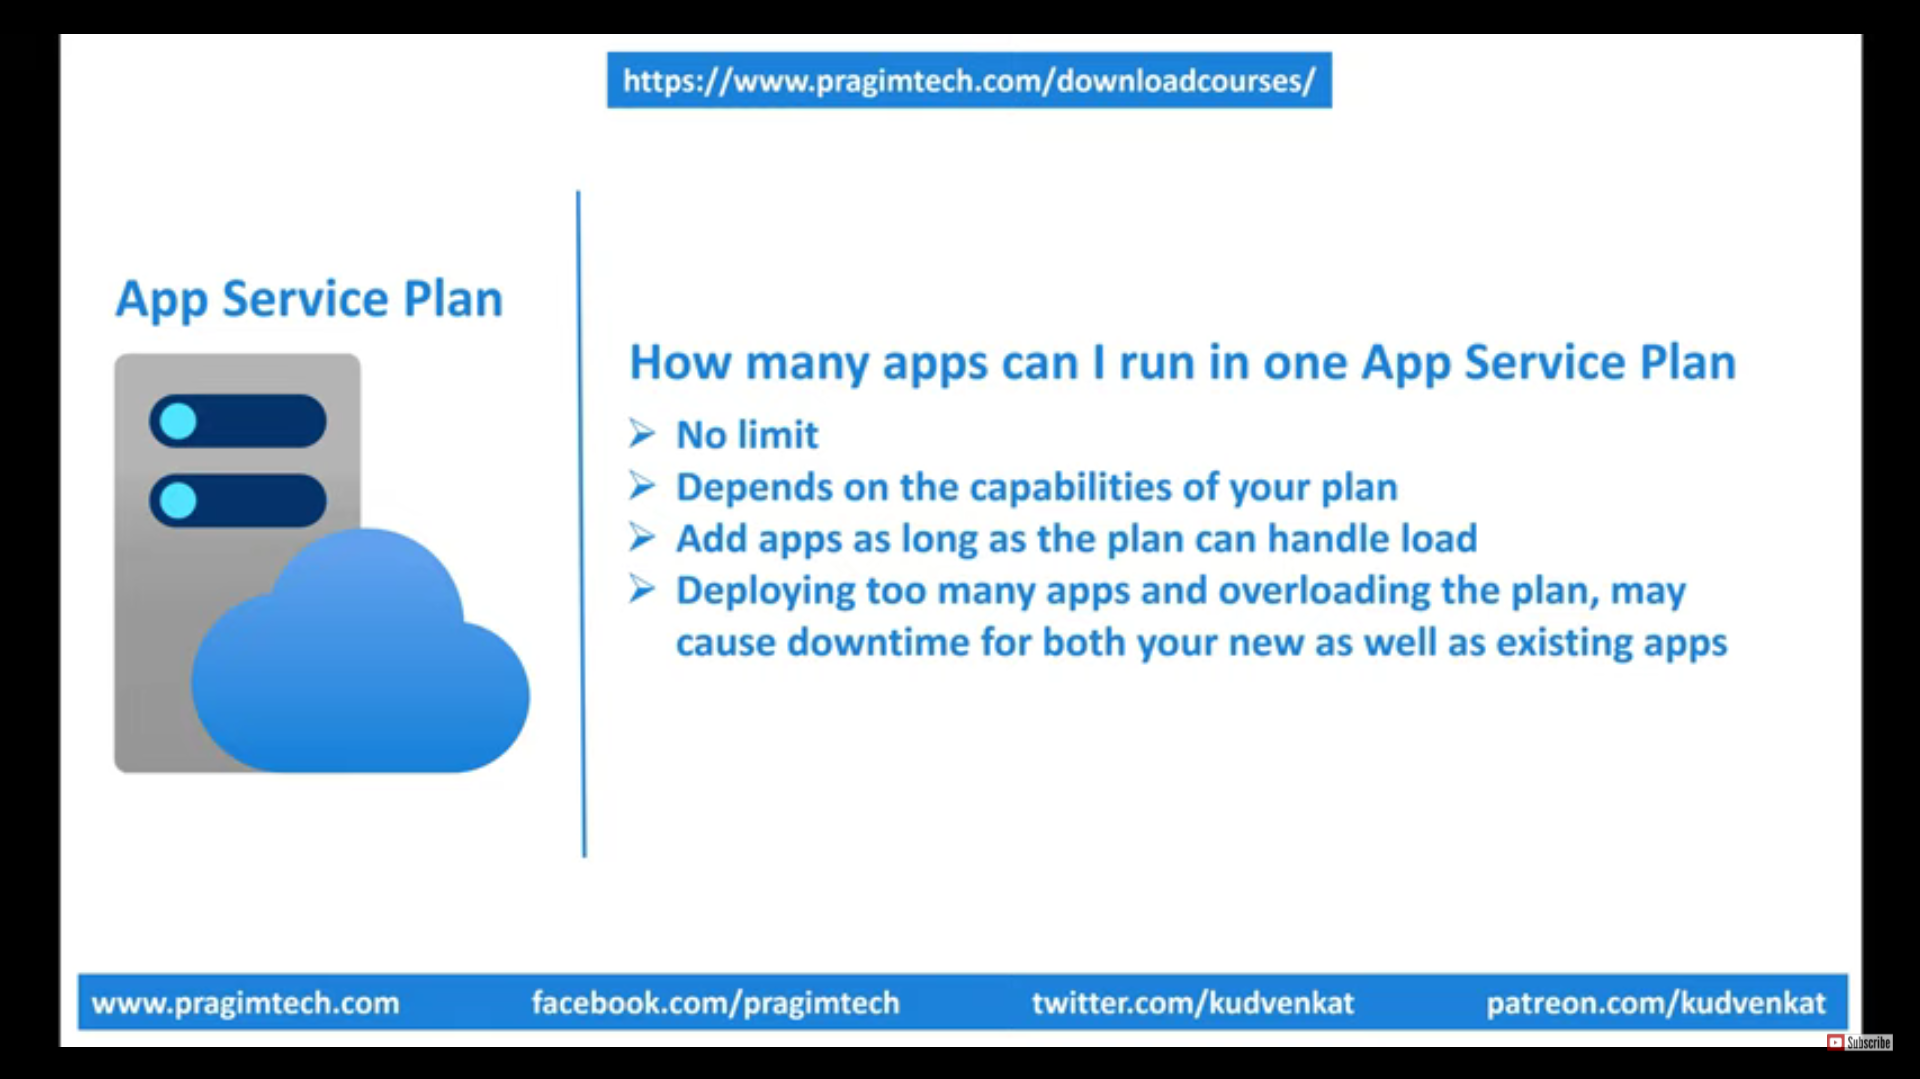 https://www.pragimtech.com/downloadcourses/
App Service Plan
How many apps can I run in one App Service Plan
➢ No limit
➢ Depends on the capabilities of your plan
➢ Add apps as long as the plan can handle load
➢ Deploying too many apps and overloading the plan, may
cause downtime for both your new as well as existing apps
www.pragimtech.com facebook.com/pragimtech twitter.com/kudvenkat patreon.com/kudvenkat
Subscribe